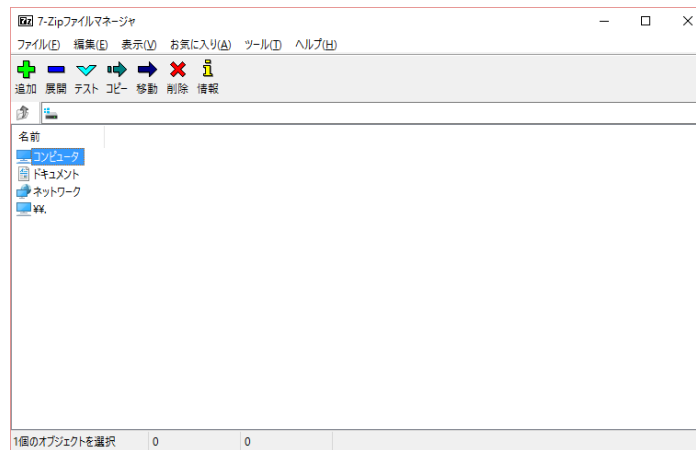 7z 7-Zipファイルマネージャ
ファイル(F) 編集(E) 表示(V) お気に入り(A) ツール(T) ヘルプ(H)
追加 展開 テスト コピー 移動 削除 情報
名前
コンピュータ
ドキュメント
ネットワーク
¥¥.
1個のオブジェクトを選択 0 0